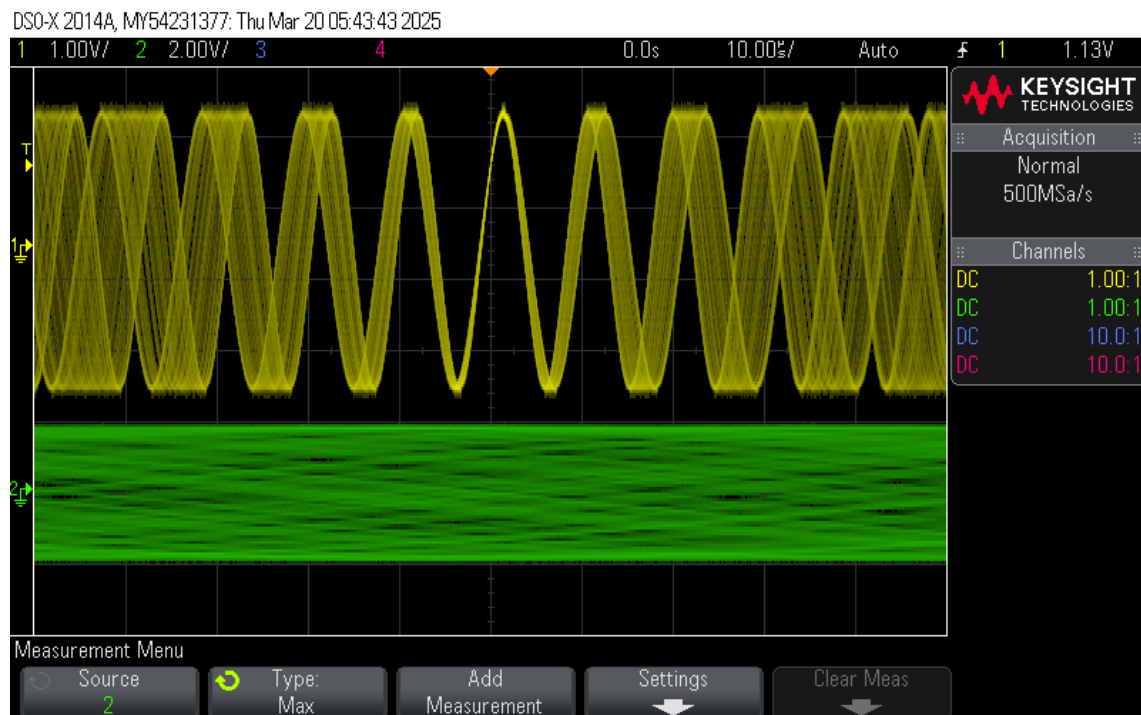 DSO-X 2014A, MY54231377: Thu Mar 20 05:43:43 2025
1 1.00V/ 2 2.00V/ 3 4 0.0s 10.00µs/ Auto 1 1.13V
KEYSIGHT
TECHNOLOGIES
Acquisition
Normal
500MSa/s
Channels
DC 1.00:1
DC 1.00:1
DC 10.0:1
DC 10.0:1
T
1
2
Measurement Menu
Source
2
Type:
Max
Add
Measurement
Settings
Clear Meas